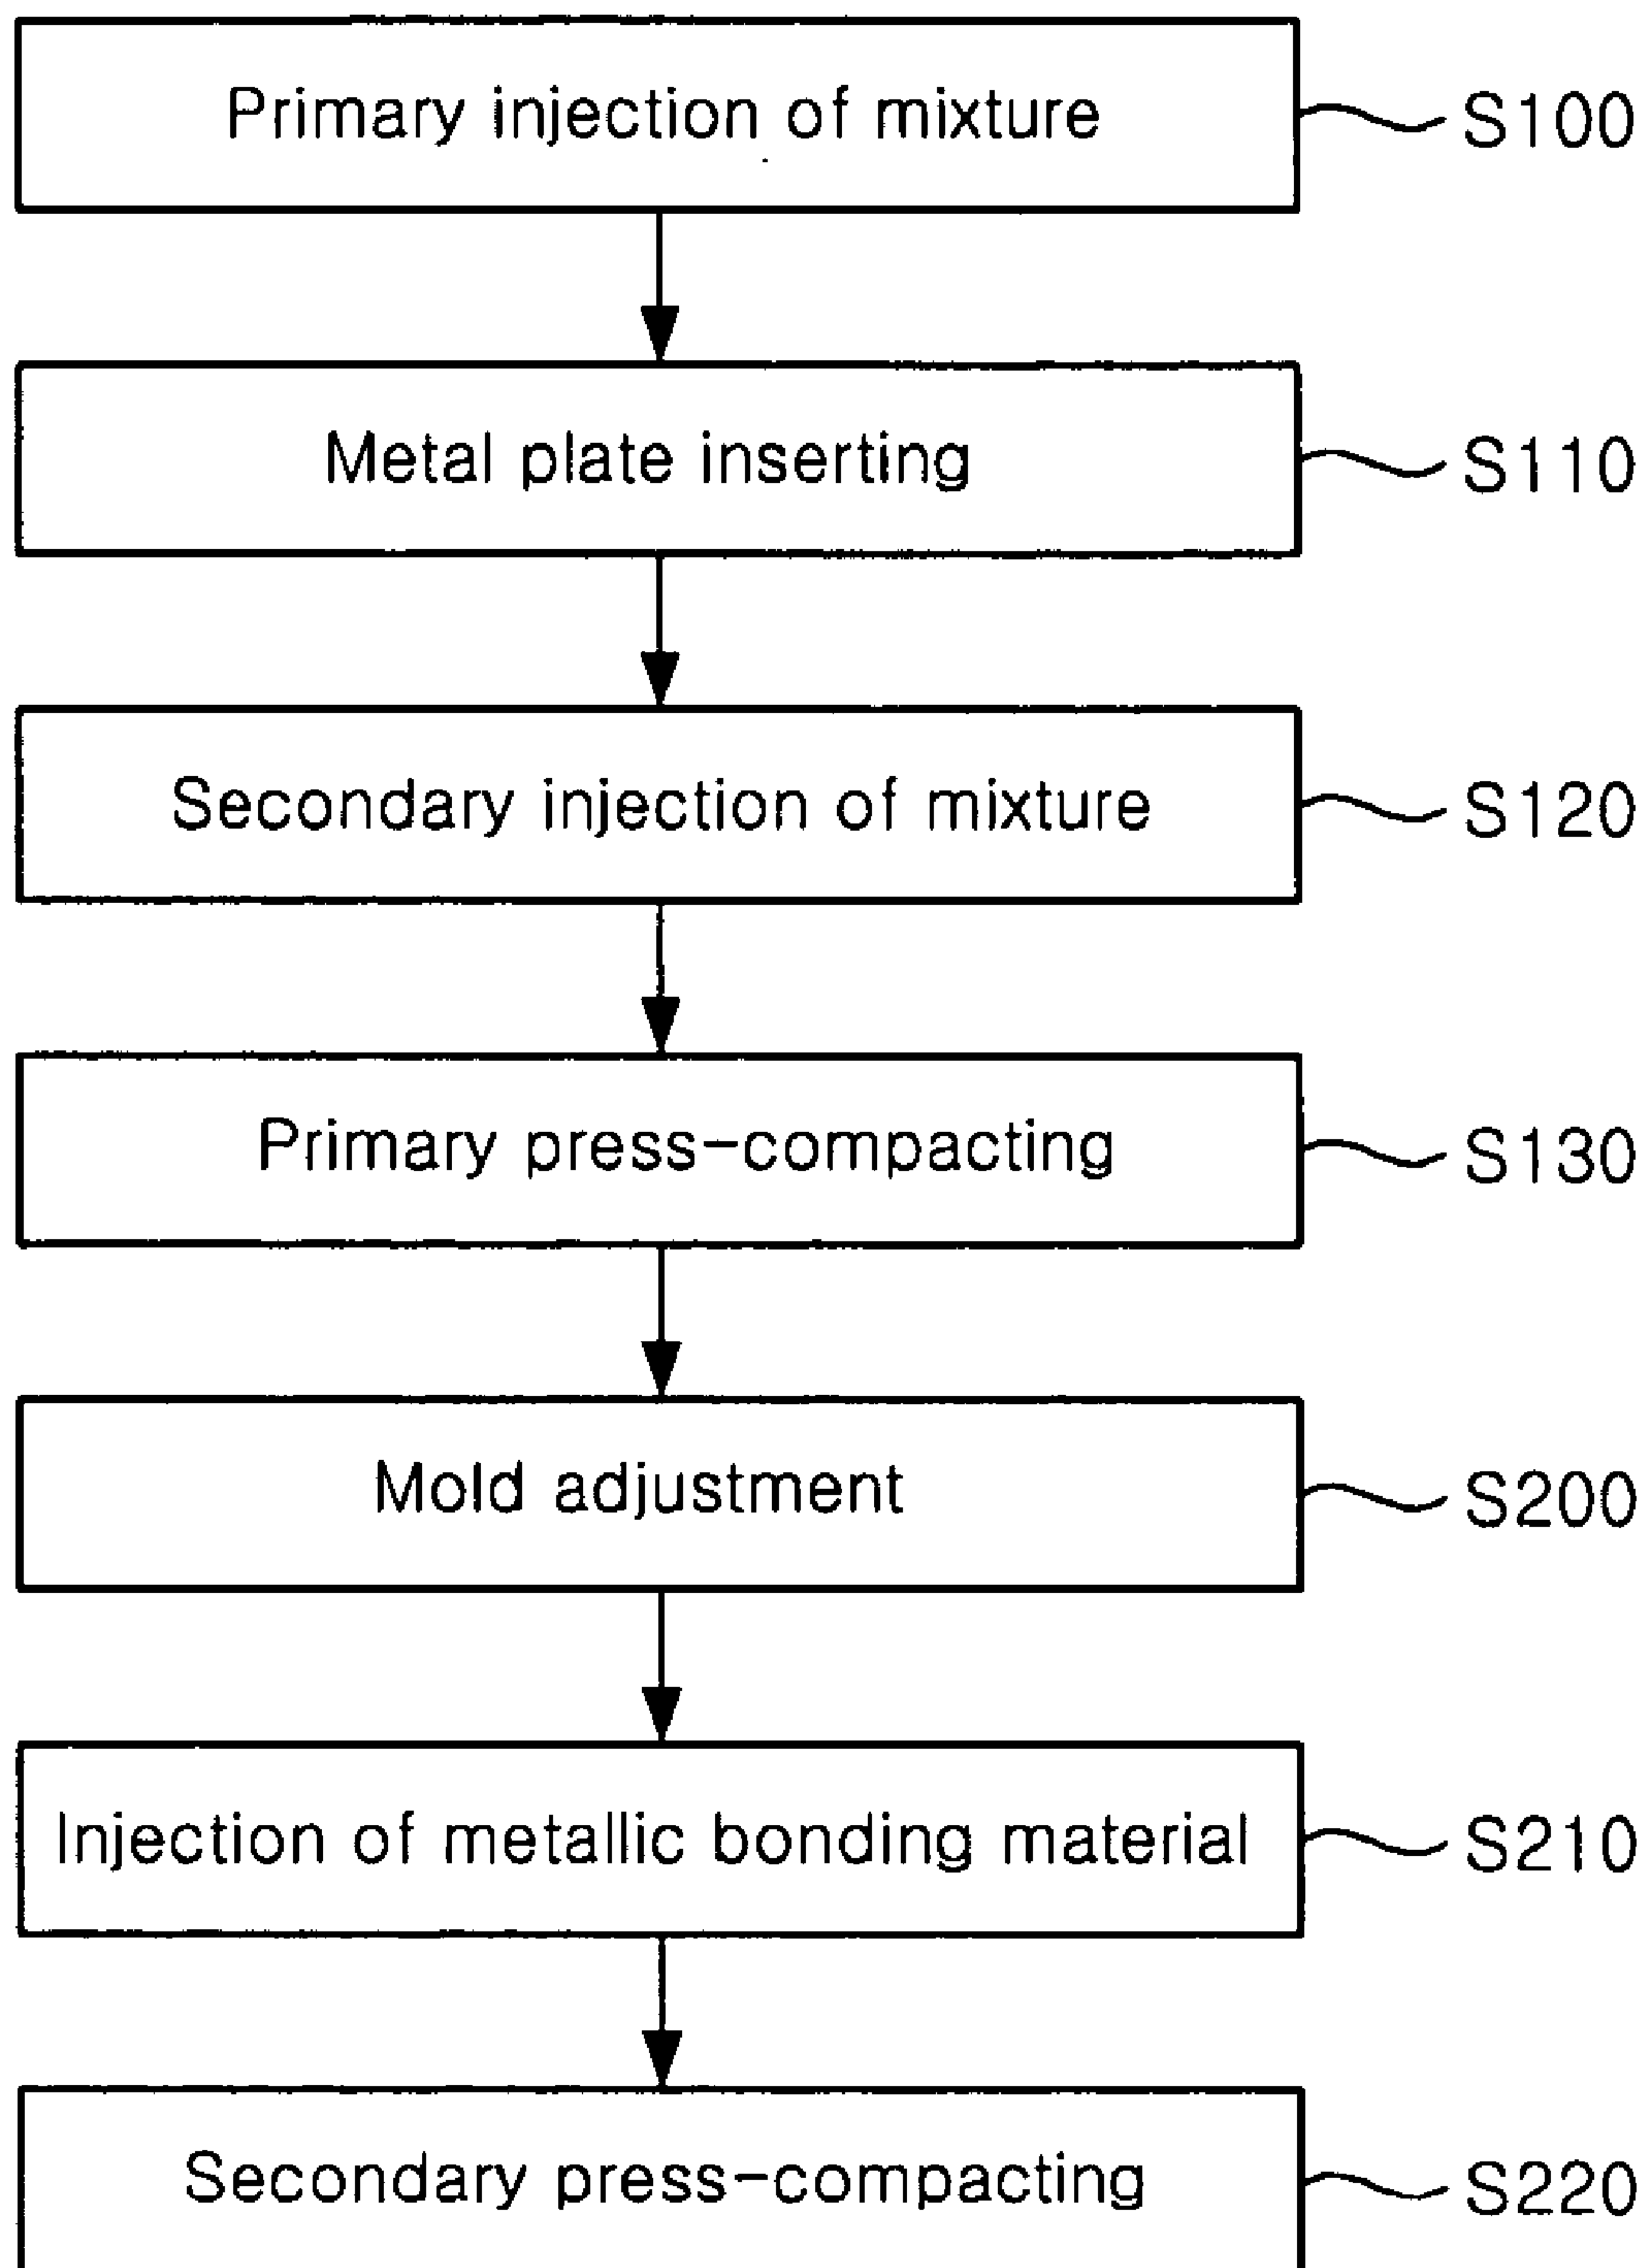 Primary injection of mixture
S100
Metal plate inserting
S110
Secondary injection of mixture
S120
Primary press-compacting
S130
Mold adjustment
S200
Injection of metallic bonding material
S210
Secondary press-compacting
S220